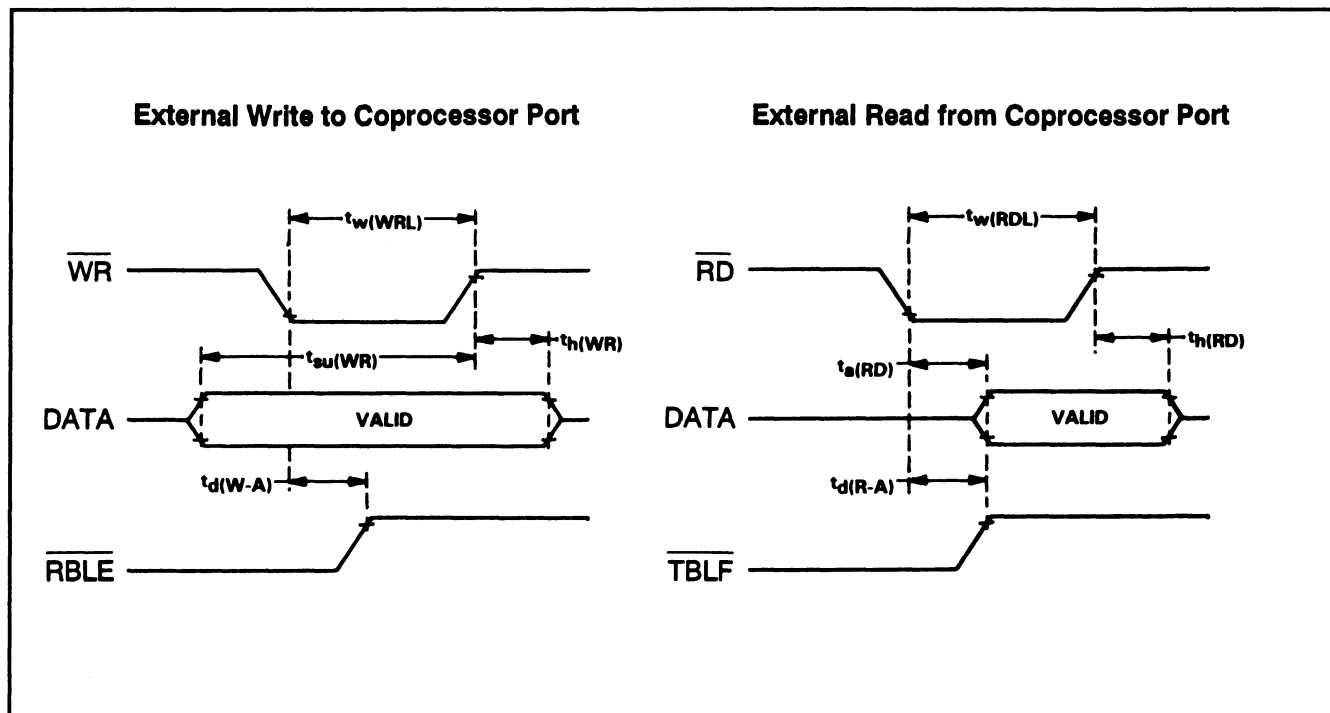 External Write to Coprocessor Port
tw(WRL)
WR
th(WR)
tsu(WR)
DATA
VALID
td(W-A)
RBLE
External Read from Coprocessor Port
tw(RDL)
RD
th(RD)
ta(RD)
DATA
VALID
td(R-A)
TBLF